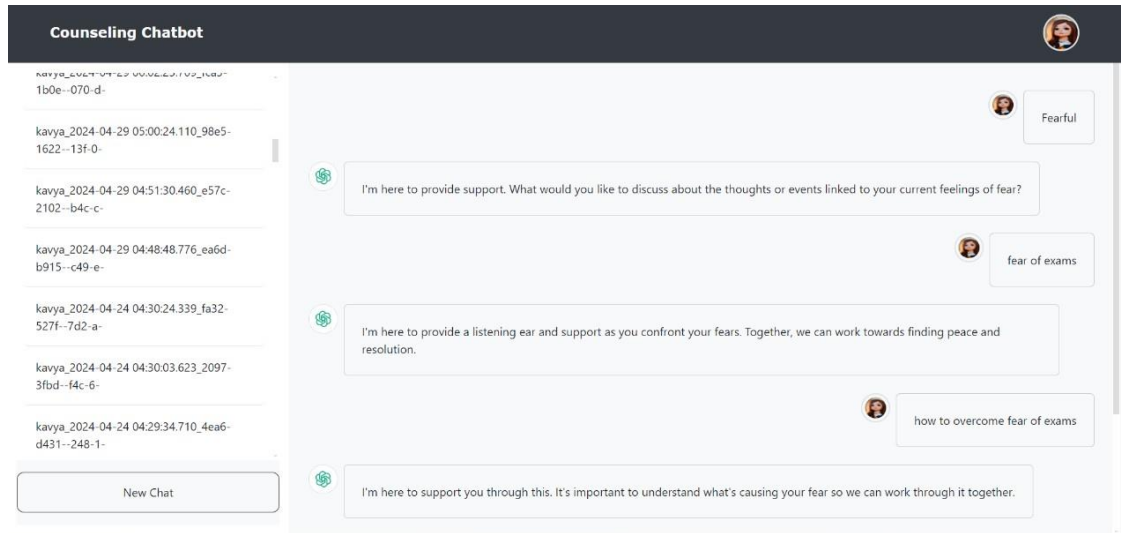 Counseling Chatbot
1b0e--070-d-
kavya_2024-04-29 05:00:24.110_98e5-
1622--13f-0-
kavya_2024-04-29 04:51:30.460_e57c-
2102--b4c-c-
kavya_2024-04-29 04:48:48.776_ea6d-
b915--c49-e-
kavya_2024-04-24 04:30:24.339_fa32-
527f--7d2-a-
kavya_2024-04-24 04:30:03.623_2097-
3fbd--f4c-6-
kavya_2024-04-24 04:29:34.710_4ea6-
d431--248-1-
New Chat
Fearful
I'm here to provide support. What would you like to discuss about the thoughts or events linked to your current feelings of fear?
fear of exams
I'm here to provide a listening ear and support as you confront your fears. Together, we can work towards finding peace and
resolution.
how to overcome fear of exams
I'm here to support you through this. It's important to understand what's causing your fear so we can work through it together.